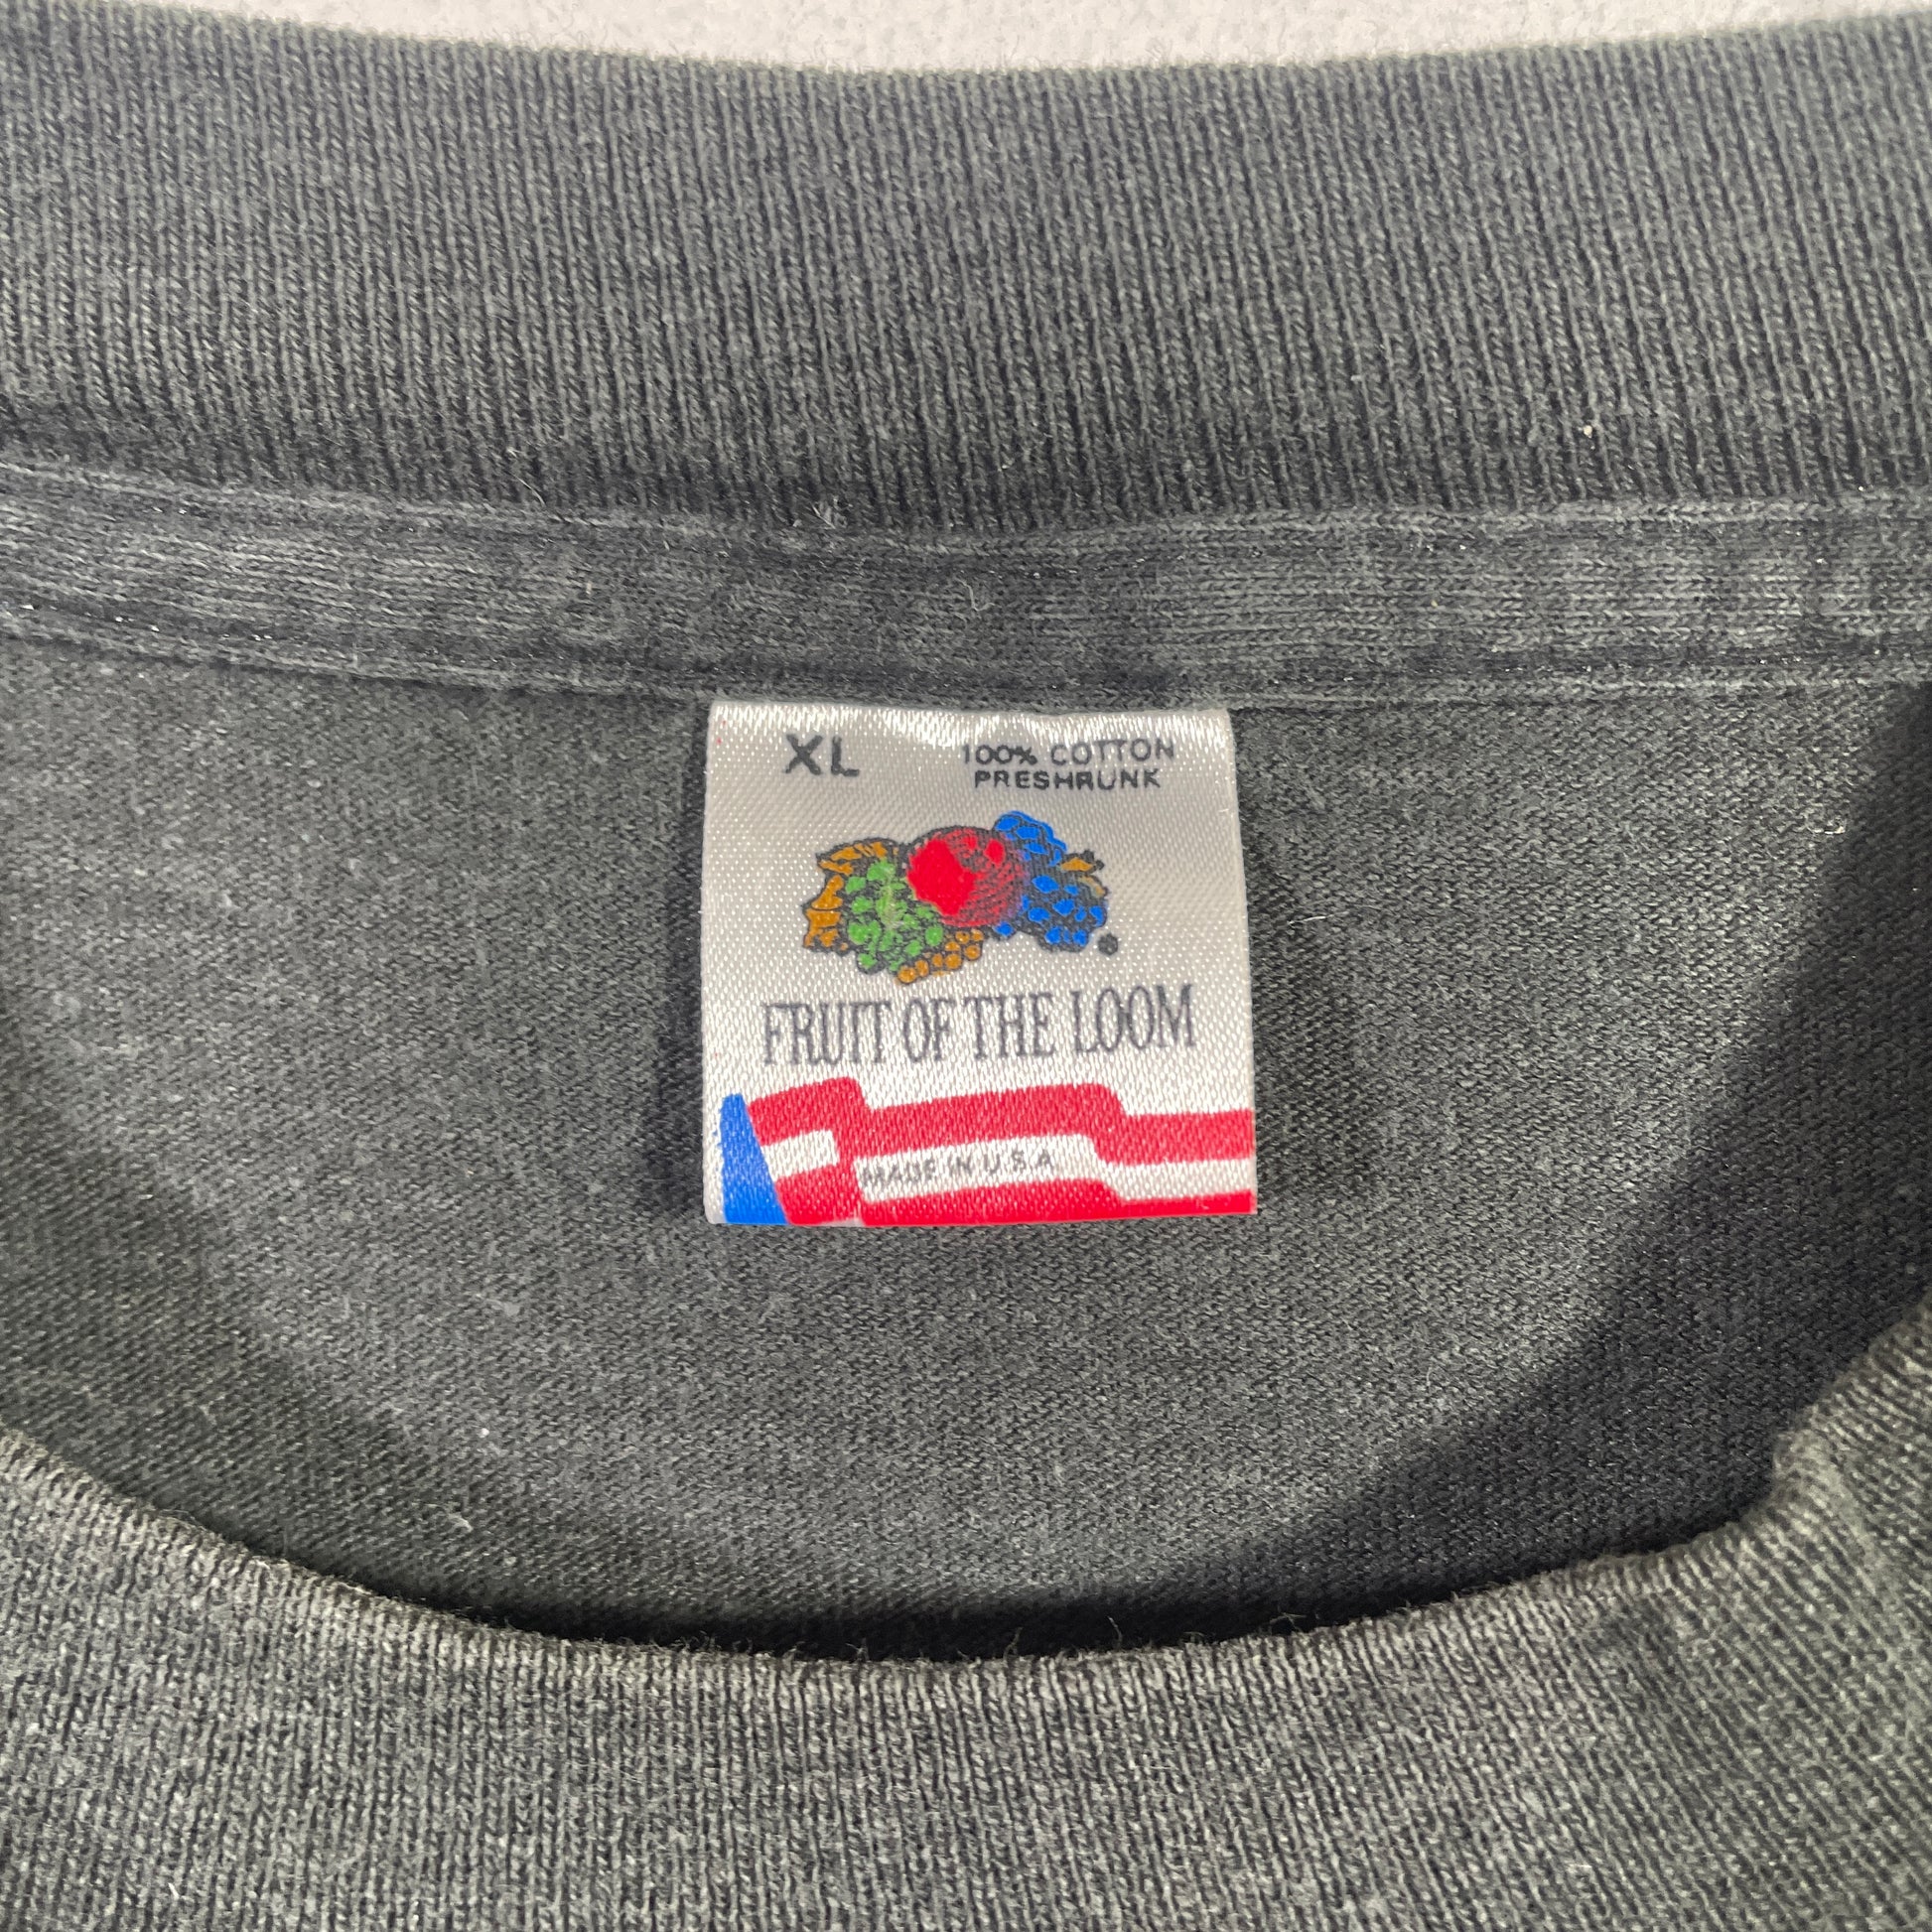 XL
100% COTTON
PRESHRUNK
FRUIT OF THE LOOM
MADE IN U.S.A.